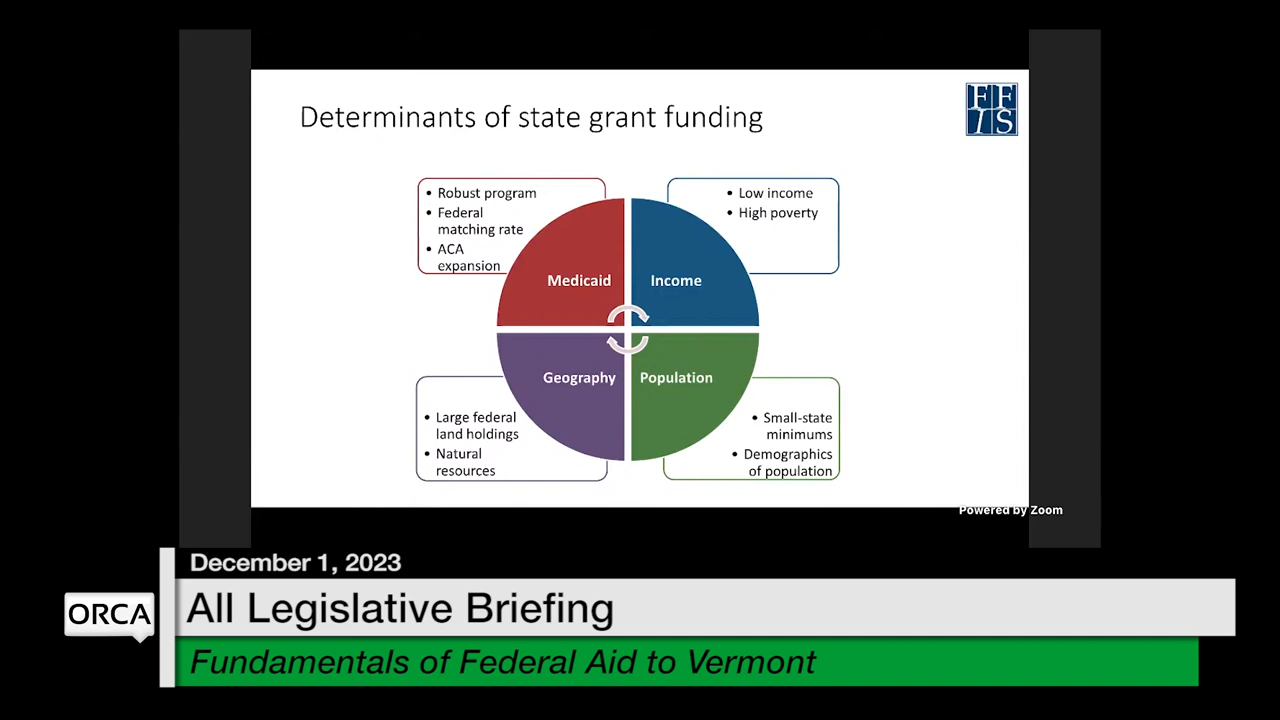 Determinants of state grant funding
FF
IS
• Robust program
• Federal
matching rate
• ACA
expansion
• Low income
• High poverty
Medicaid
Income
Geography
Population
• Large federal
land holdings
• Natural
resources
• Small-state
minimums
• Demographics
of population
Powered by Zoom
December 1, 2023
ORCA
All Legislative Briefing
Fundamentals of Federal Aid to Vermont